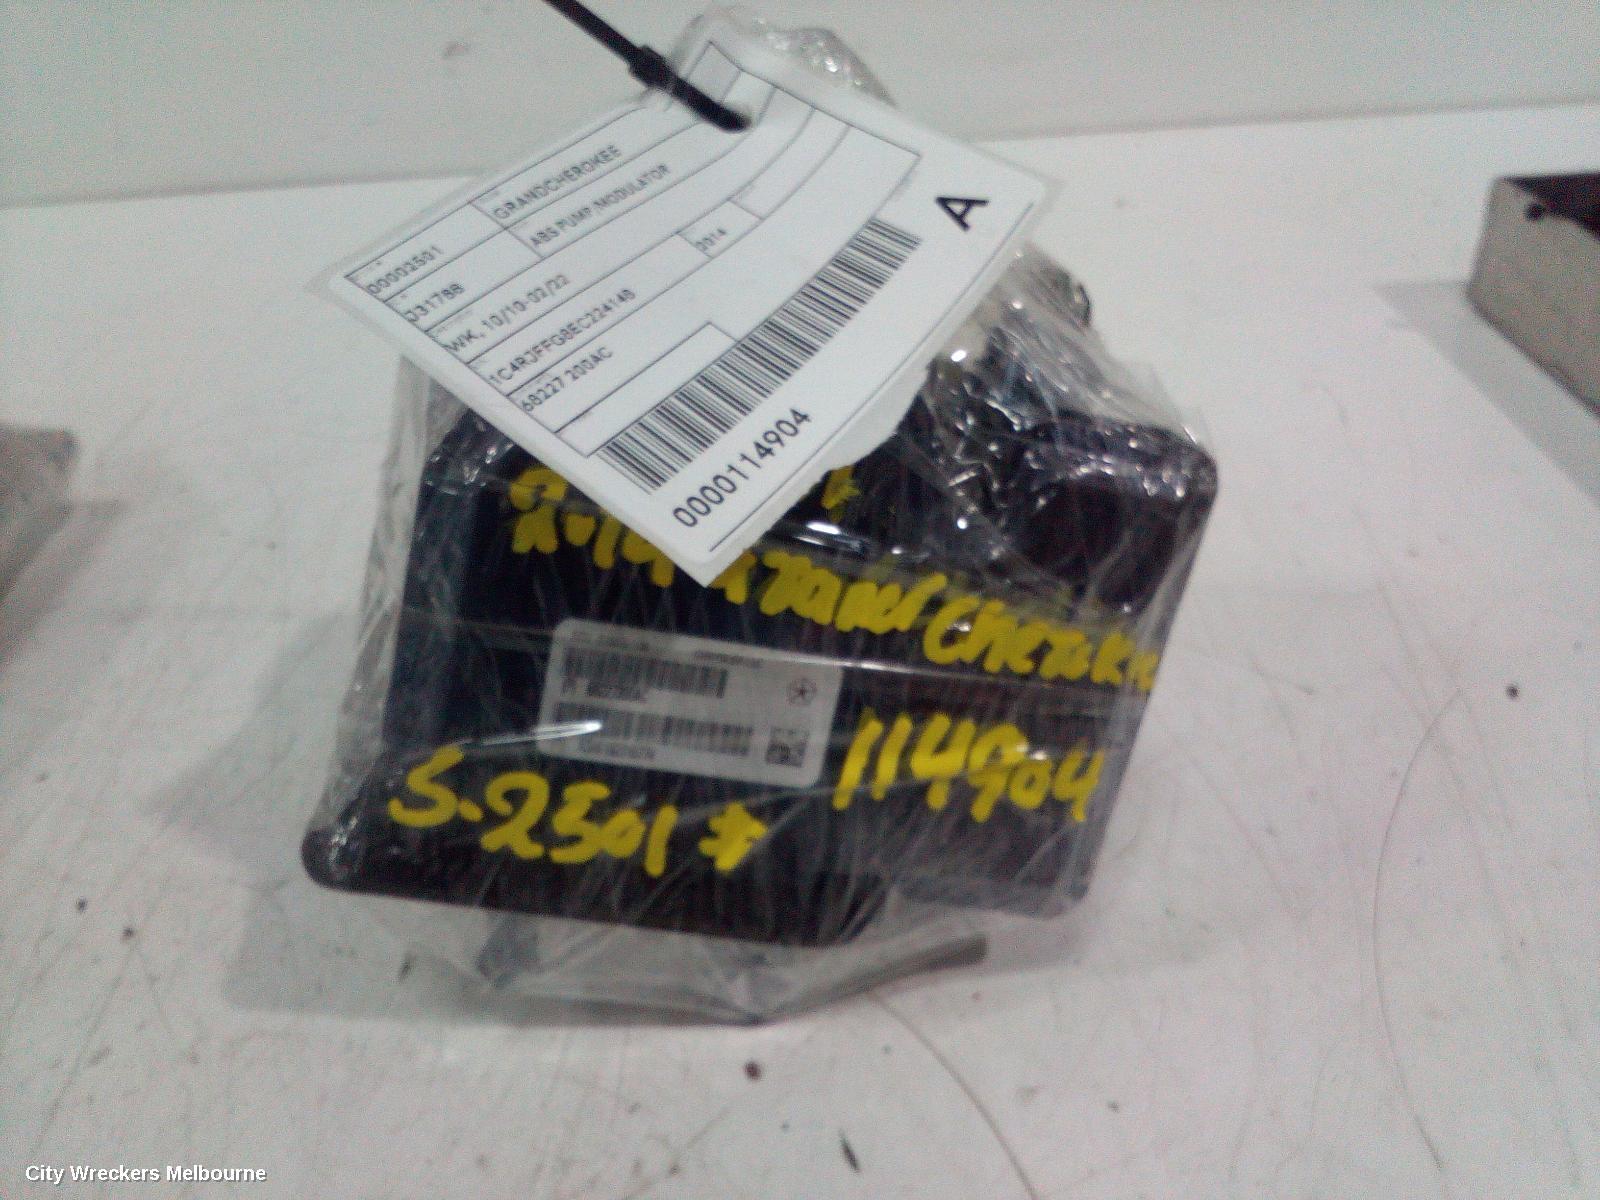 GRANDCHEROKEE
00002501
ABS PUMP/MODULATOR
J31788
2014
WK, 10/10-02/22
1C4RJFFG8EC224148
68227 200AC
A
0000114904
Cherokee
114904
S-2501*
City Wreckers Melbourne